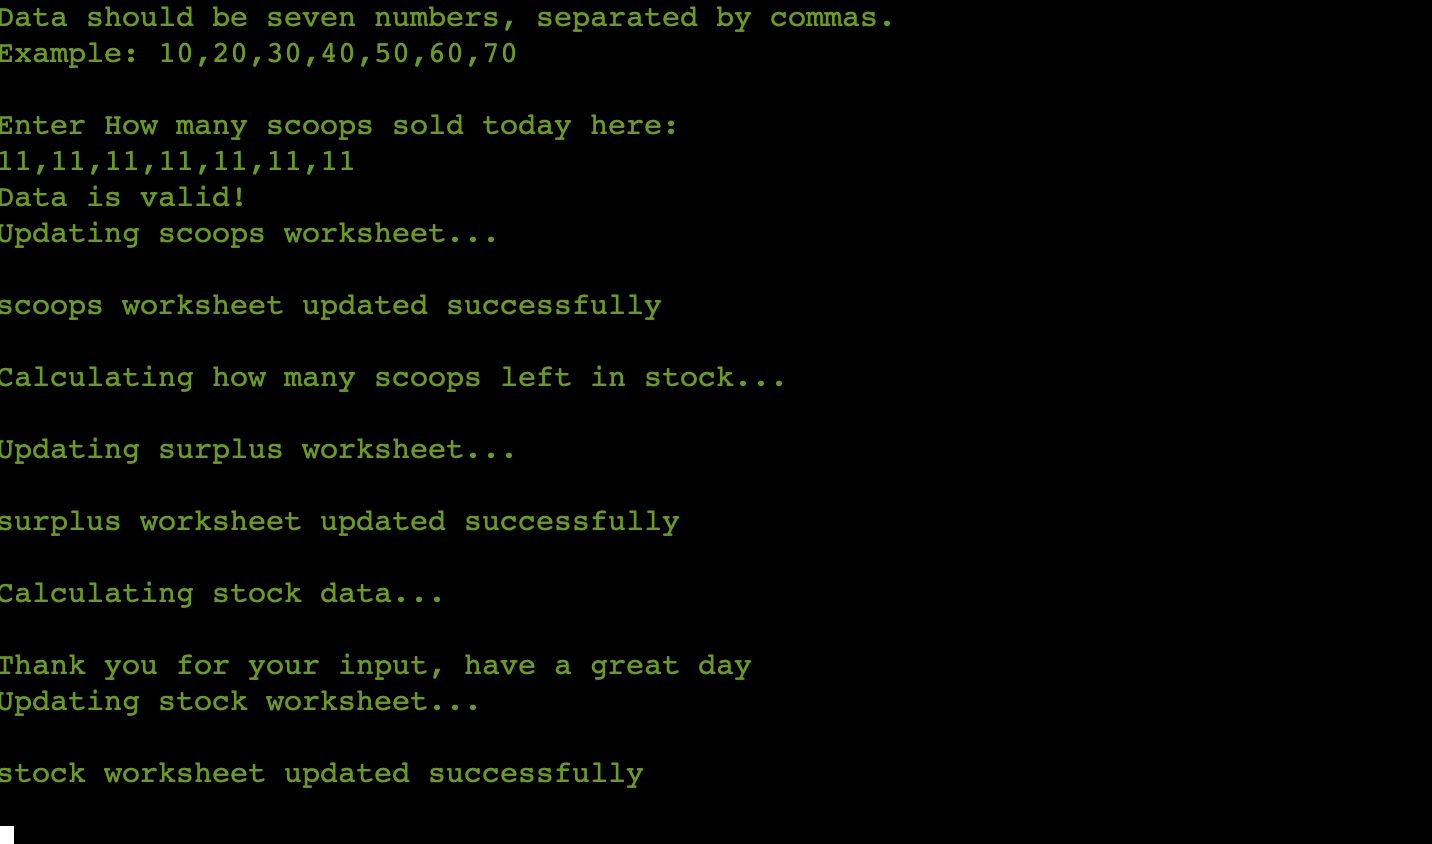 Data should be seven numbers, separated by commas.
Example: 10,20,30,40,50,60,70
Enter How many scoops sold today here:
11,11,11,11,11,11,11
Data is valid!
Updating scoops worksheet...
scoops worksheet updated successfully
Calculating how many scoops left in stock...
Updating surplus worksheet...
surplus worksheet updated successfully
Calculating stock data...
Thank you for your input, have a great day
Updating stock worksheet...
stock worksheet updated successfully